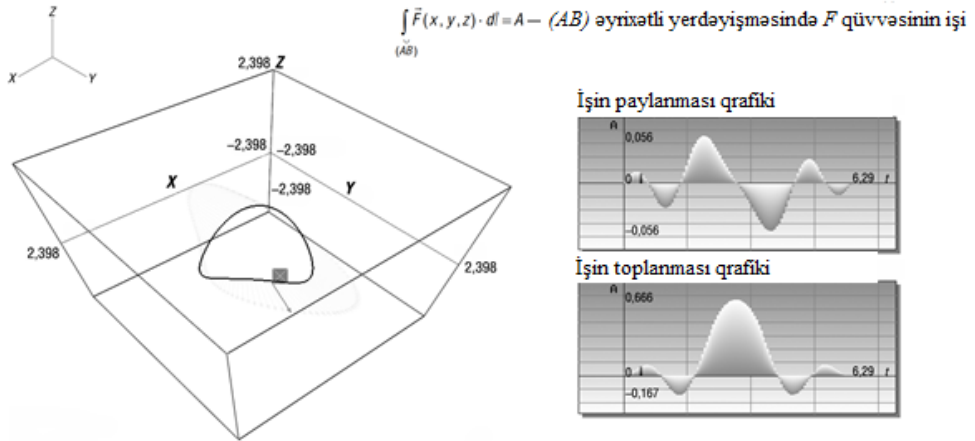 Z
X
Y
∫ F⃗(x, y, z) · dl⃗ = A — (AB) əyrixətli yerdəyişməsində F qüvvəsinin işi
(AB)
2,398 Z
−2,398 −2,398
X
Y
−2,398
2,398
2,398
İşin paylanması qrafiki
A
0,056
0
6,29 t
−0,056
İşin toplanması qrafiki
A
0,666
0
6,29 t
−0,167